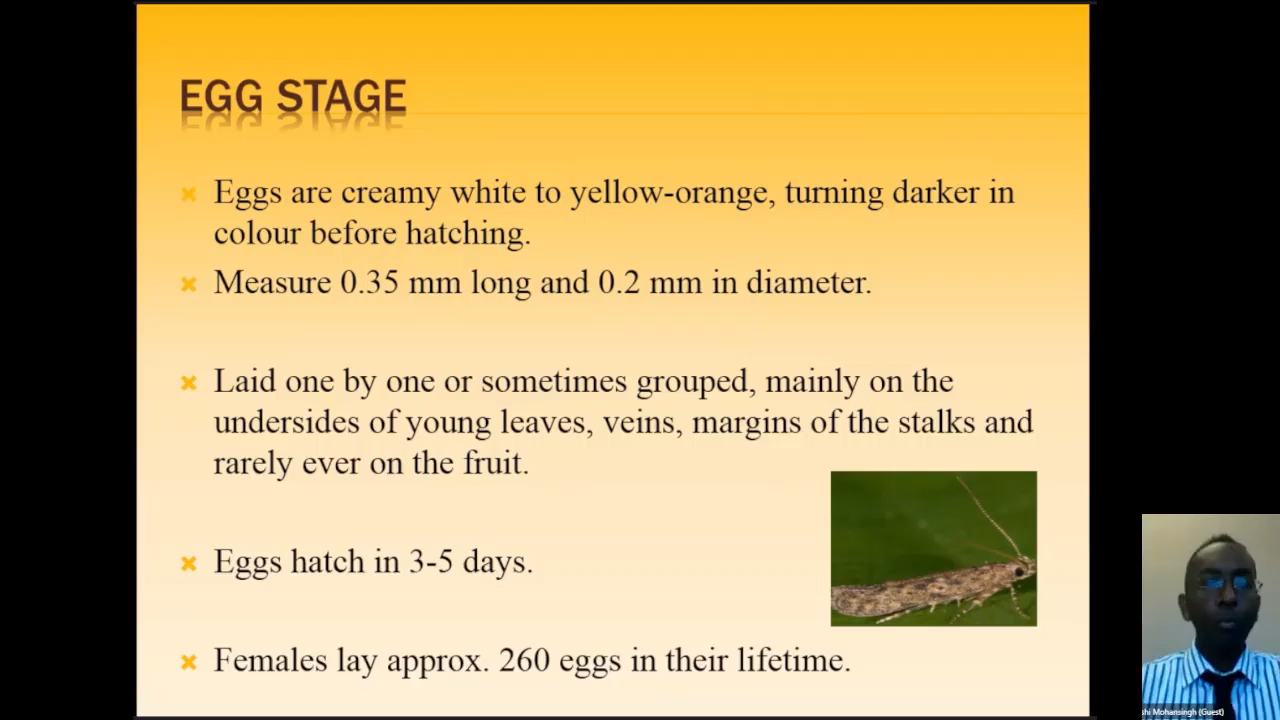 EGG STAGE
Eggs are creamy white to yellow-orange, turning darker in
colour before hatching.
Measure 0.35 mm long and 0.2 mm in diameter.
Laid one by one or sometimes grouped, mainly on the
undersides of young leaves, veins, margins of the stalks and
rarely ever on the fruit.
Eggs hatch in 3-5 days.
Females lay approx. 260 eggs in their lifetime.
shi Mohansingh (Guest)